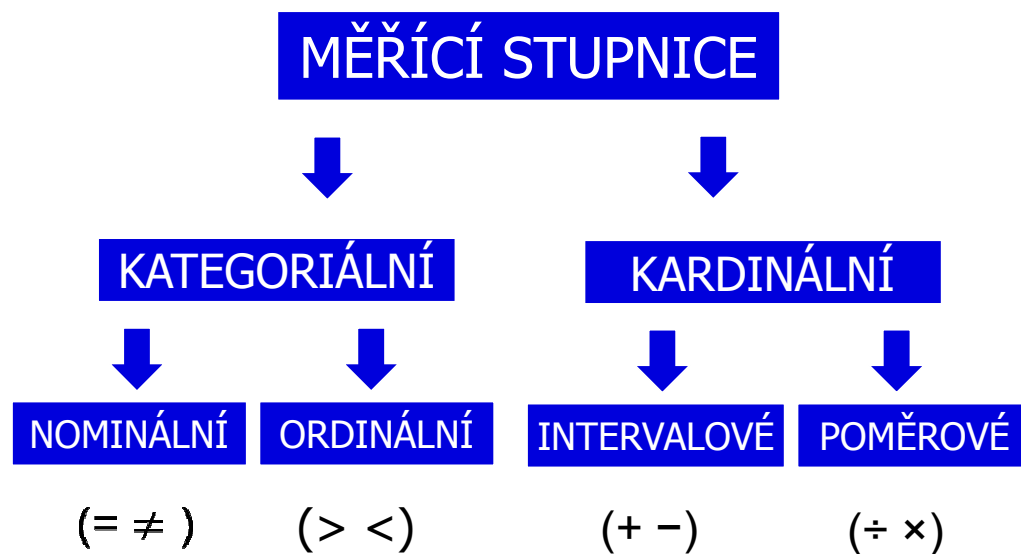 MĚŘÍCÍ STUPNICE
KATEGORIÁLNÍ KARDINÁLNÍ
NOMINÁLNÍ ORDINÁLNÍ INTERVALOVÉ POMĚROVÉ
(= ≠ ) (> <) (+ −) (÷ ×)